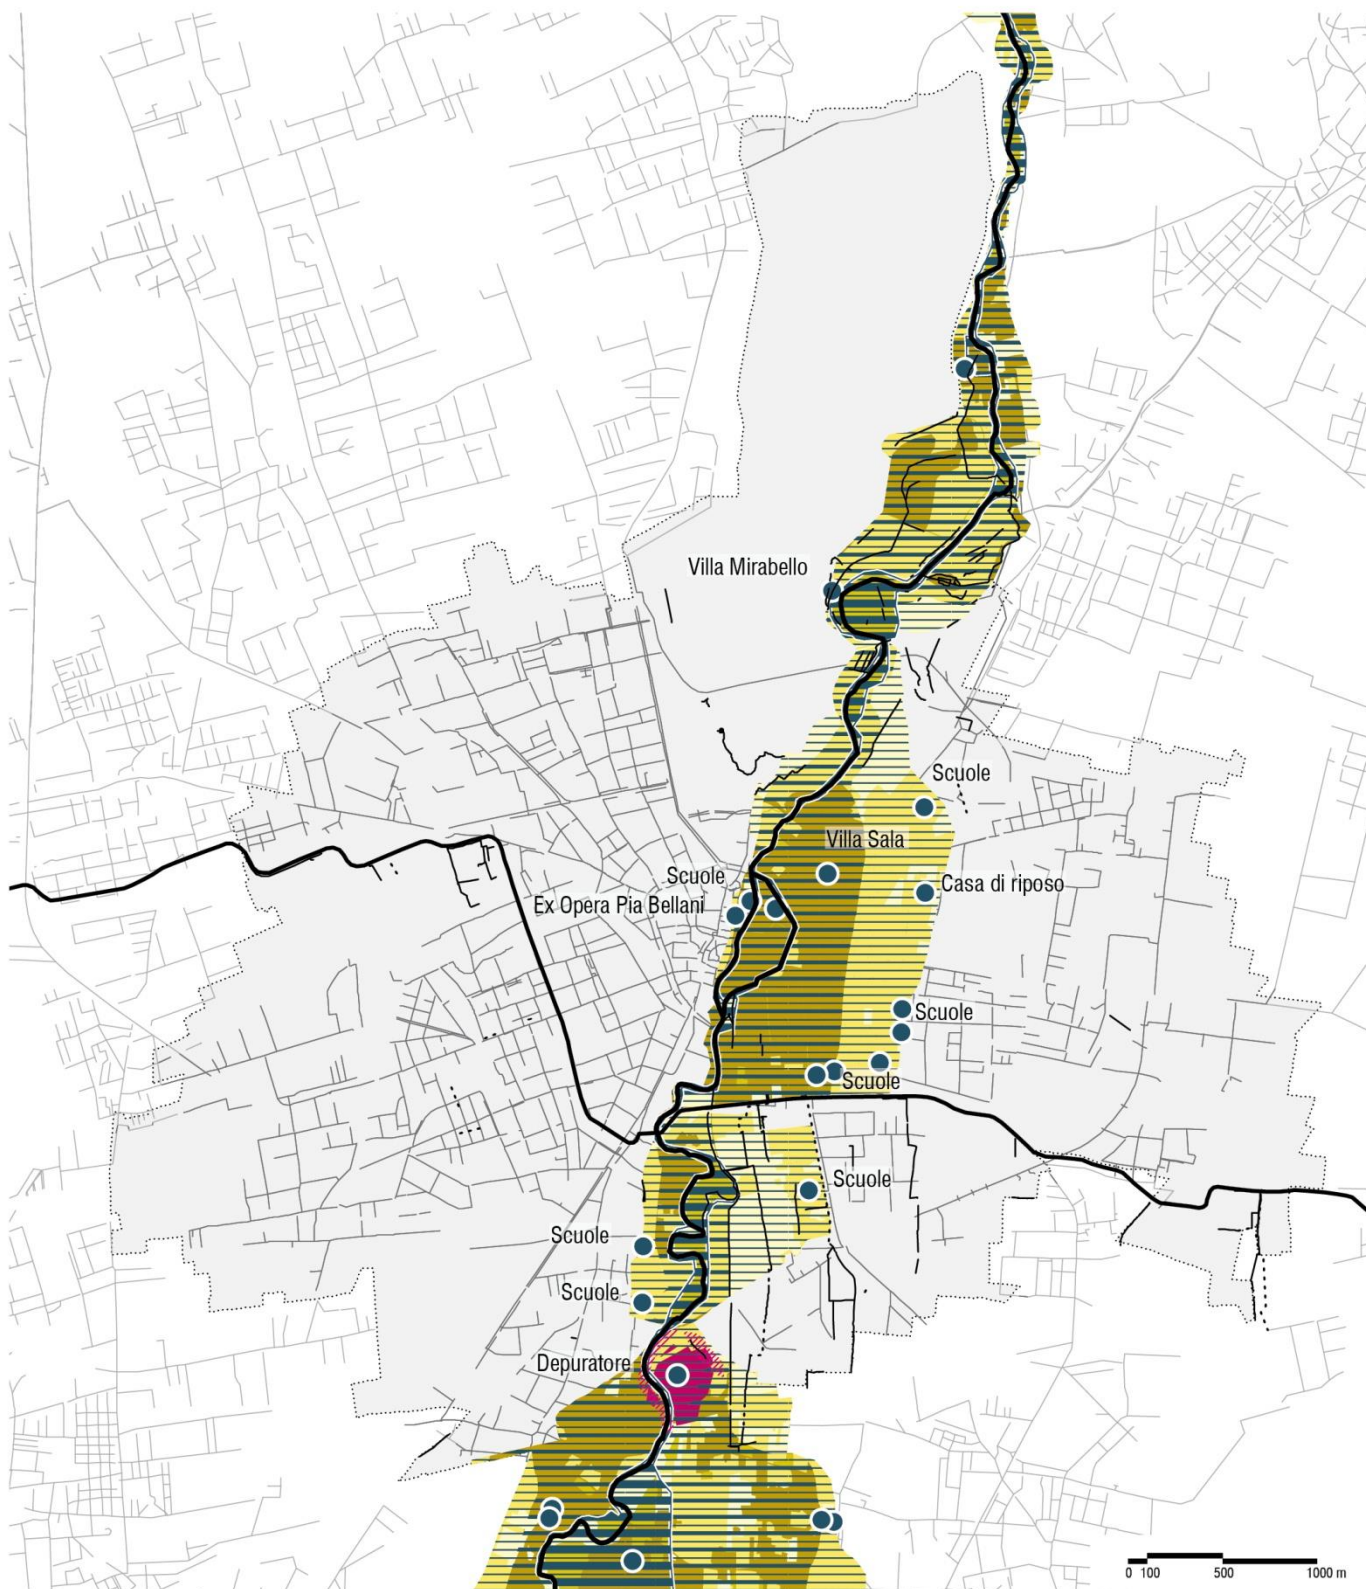 Villa Mirabello
Scuole
Villa Sala
Scuole
Casa di riposo
Ex Opera Pia Bellani
Scuole
Scuole
Scuole
Scuole
Scuole
Depuratore
0 100 500 1000 m